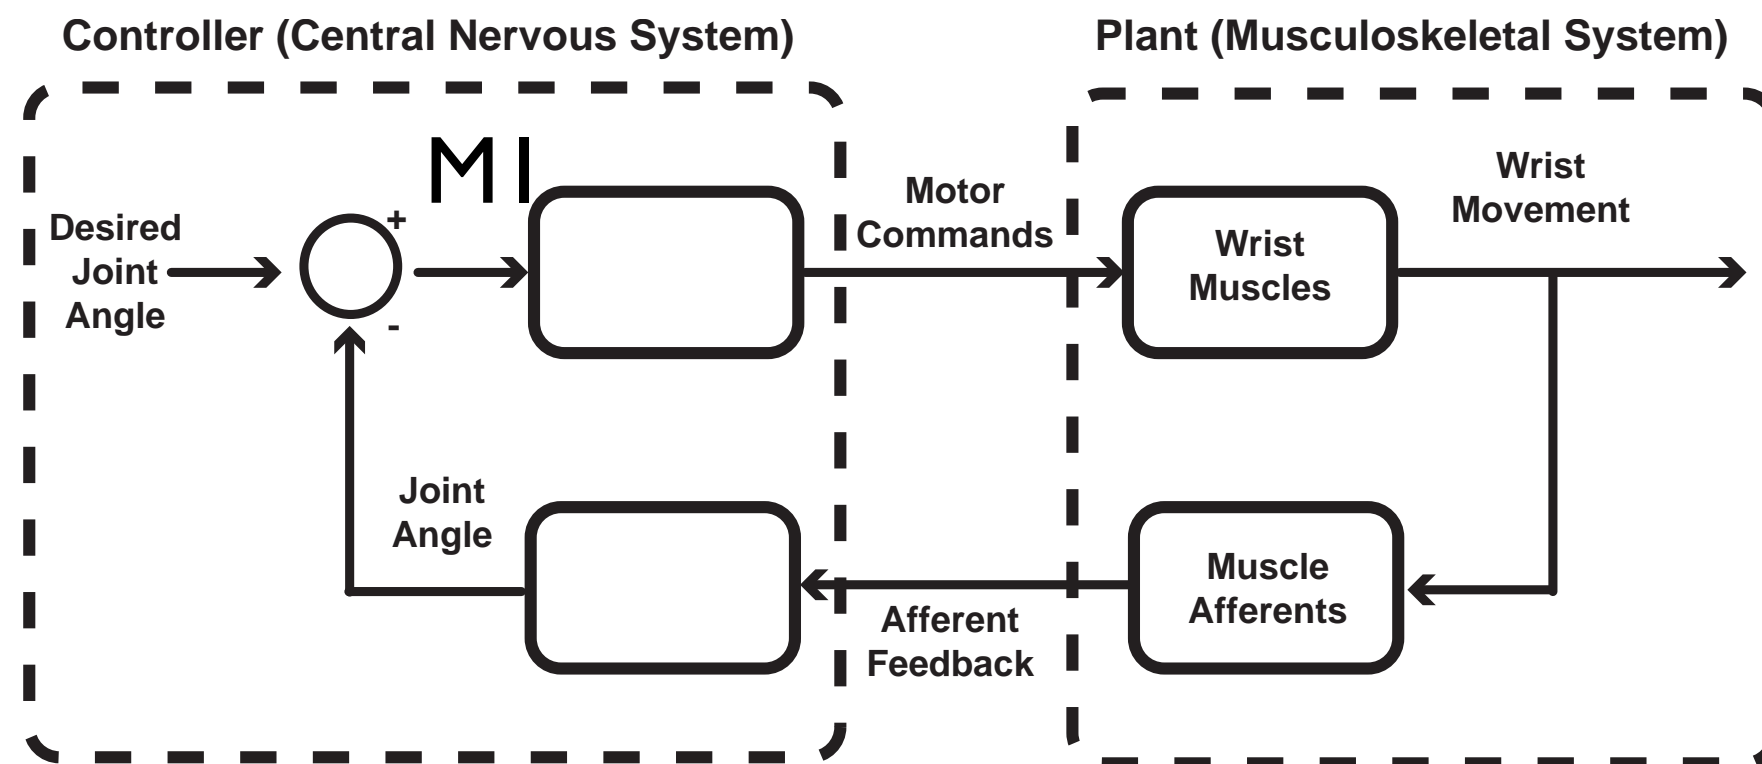 Controller (Central Nervous System)
Plant (Musculoskeletal System)
MI
Desired
Joint
Angle
+
-
Motor
Commands
Wrist
Muscles
Wrist
Movement
Joint
Angle
Afferent
Feedback
Muscle
Afferents